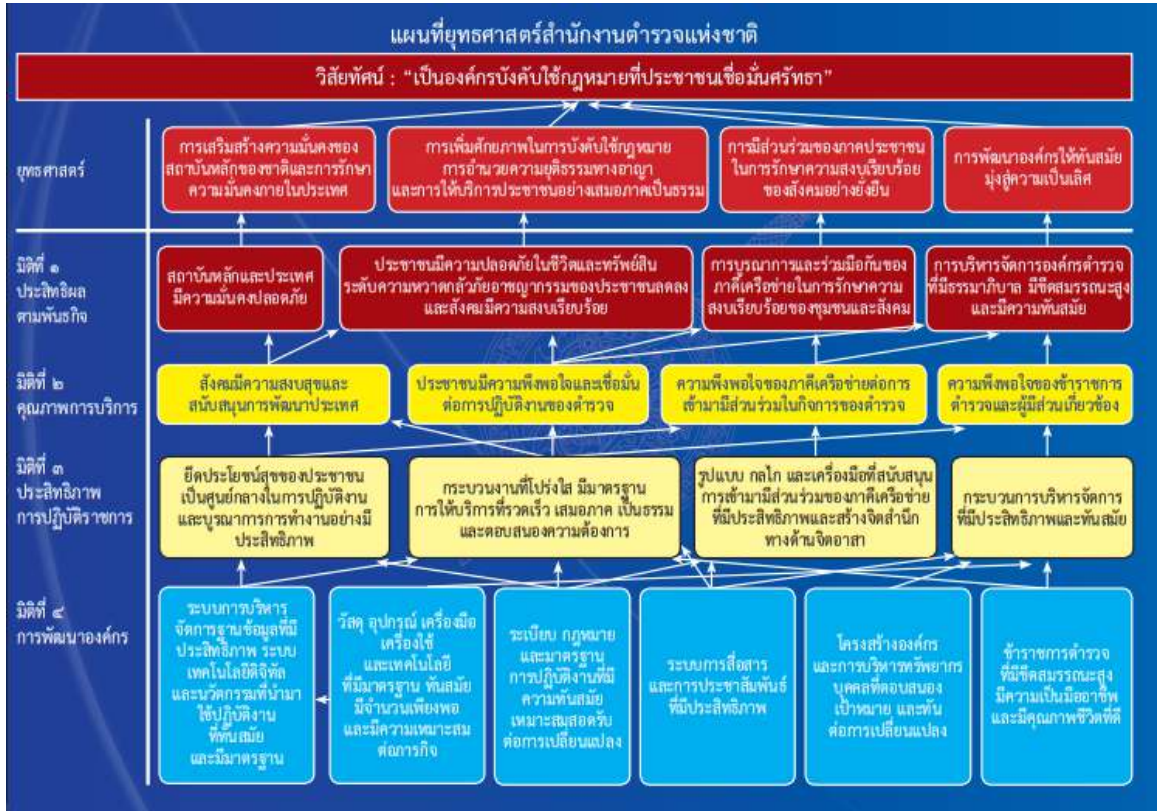 แผนที่ยุทธศาสตร์สำนักงานตำรวจแห่งชาติ
วิสัยทัศน์ : “เป็นองค์กรบังคับใช้กฎหมายที่ประชาชนเชื่อมั่นศรัทธา”
ยุทธศาสตร์
การเสริมสร้างความมั่นคงของ
สถาบันหลักของชาติและการรักษา
ความมั่นคงภายในประเทศ
การเพิ่มศักยภาพในการบังคับใช้กฎหมาย
การอำนวยความยุติธรรมทางอาญา
และการให้บริการประชาชนอย่างเสมอภาคเป็นธรรม
การมีส่วนร่วมของภาคประชาชน
ในการรักษาความสงบเรียบร้อย
ของสังคมอย่างยั่งยืน
การพัฒนาองค์กรให้ทันสมัย
มุ่งสู่ความเป็นเลิศ
มิติที่ ๑
ประสิทธิผล
ตามพันธกิจ
สถาบันหลักและประเทศ
มีความมั่นคงปลอดภัย
ประชาชนมีความปลอดภัยในชีวิตและทรัพย์สิน
ระดับความหวาดกลัวภัยอาชญากรรมของประชาชนลดลง
และสังคมมีความสงบเรียบร้อย
การบูรณาการและร่วมมือกันของ
ภาคีเครือข่ายในการรักษาความ
สงบเรียบร้อยของชุมชนและสังคม
การบริหารจัดการองค์กรตำรวจ
ที่มีธรรมาภิบาล มีขีดสมรรถนะสูง
และมีความทันสมัย
มิติที่ ๒
คุณภาพการบริการ
สังคมมีความสงบสุขและ
สนับสนุนการพัฒนาประเทศ
ประชาชนมีความพึงพอใจและเชื่อมั่น
ต่อการปฏิบัติงานของตำรวจ
ความพึงพอใจของภาคีเครือข่ายต่อการ
เข้ามามีส่วนร่วมในกิจการของตำรวจ
ความพึงพอใจของข้าราชการ
ตำรวจและผู้มีส่วนเกี่ยวข้อง
มิติที่ ๓
ประสิทธิภาพ
การปฏิบัติราชการ
ยึดประโยชน์สุขของประชาชน
เป็นศูนย์กลางในการปฏิบัติงาน
และบูรณาการการทำงานอย่างมี
ประสิทธิภาพ
กระบวนงานที่โปร่งใส มีมาตรฐาน
การให้บริการที่รวดเร็ว เสมอภาค เป็นธรรม
และตอบสนองความต้องการ
รูปแบบ กลไก และเครื่องมือที่สนับสนุน
การเข้ามามีส่วนร่วมของภาคีเครือข่าย
ที่มีประสิทธิภาพและสร้างจิตสำนึก
ทางด้านจิตอาสา
กระบวนการบริหารจัดการ
ที่มีประสิทธิภาพและทันสมัย
มิติที่ ๔
การพัฒนาองค์กร
ระบบการบริหาร
จัดการฐานข้อมูลที่มี
ประสิทธิภาพ ระบบ
เทคโนโลยีดิจิทัล
และนวัตกรรมที่นำมา
ใช้ปฏิบัติงาน
ที่ทันสมัย
และมีมาตรฐาน
วัสดุ อุปกรณ์ เครื่องมือ
เครื่องใช้
และเทคโนโลยี
ที่มีมาตรฐาน ทันสมัย
มีจำนวนเพียงพอ
และมีความเหมาะสม
ต่อภารกิจ
ระเบียบ กฎหมาย
และมาตรฐาน
การปฏิบัติงานที่มี
ความทันสมัย
เหมาะสมสอดรับ
ต่อการเปลี่ยนแปลง
ระบบการสื่อสาร
และการประชาสัมพันธ์
ที่มีประสิทธิภาพ
โครงสร้างองค์กร
และการบริหารทรัพยากร
บุคคลที่ตอบสนอง
เป้าหมาย และทัน
ต่อการเปลี่ยนแปลง
ข้าราชการตำรวจ
ที่มีขีดสมรรถนะสูง
มีความเป็นมืออาชีพ
และมีคุณภาพชีวิตที่ดี